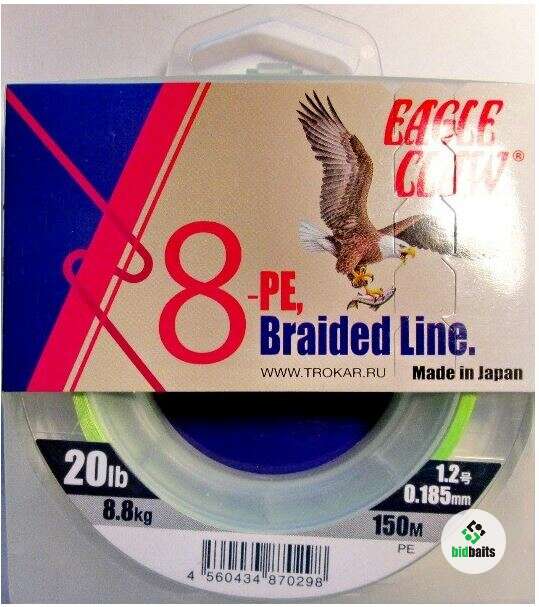 EAGLE
CLAW®
8-PE,
Braided Line.
WWW.TROKAR.RU
Made in Japan
20lb
8.8kg
1.2号
0.185mm
150M
PE
bidbaits
4 560434 870298